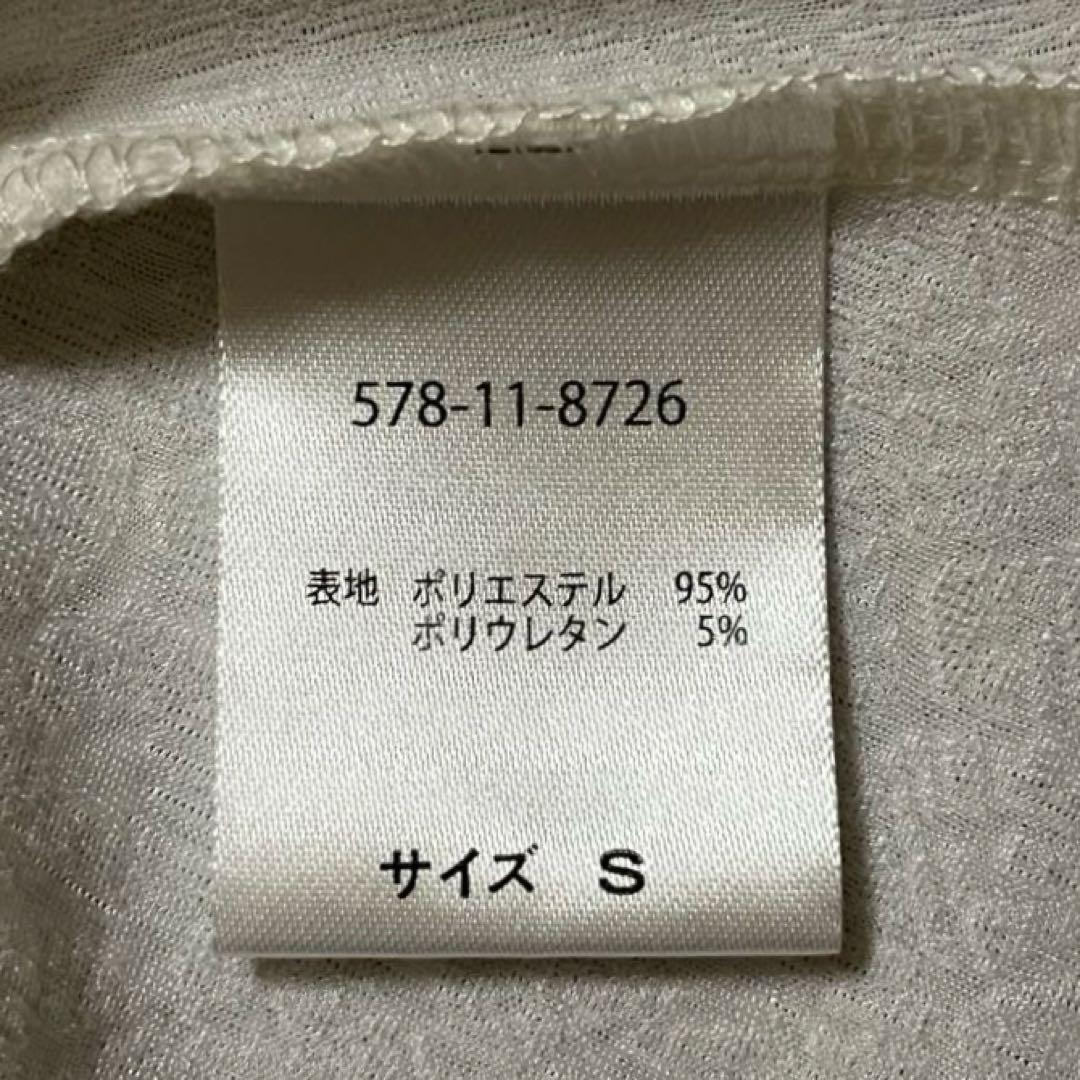 578-11-8726
表地 ポリエステル 95%
ポリウレタン 5%
サイズ S